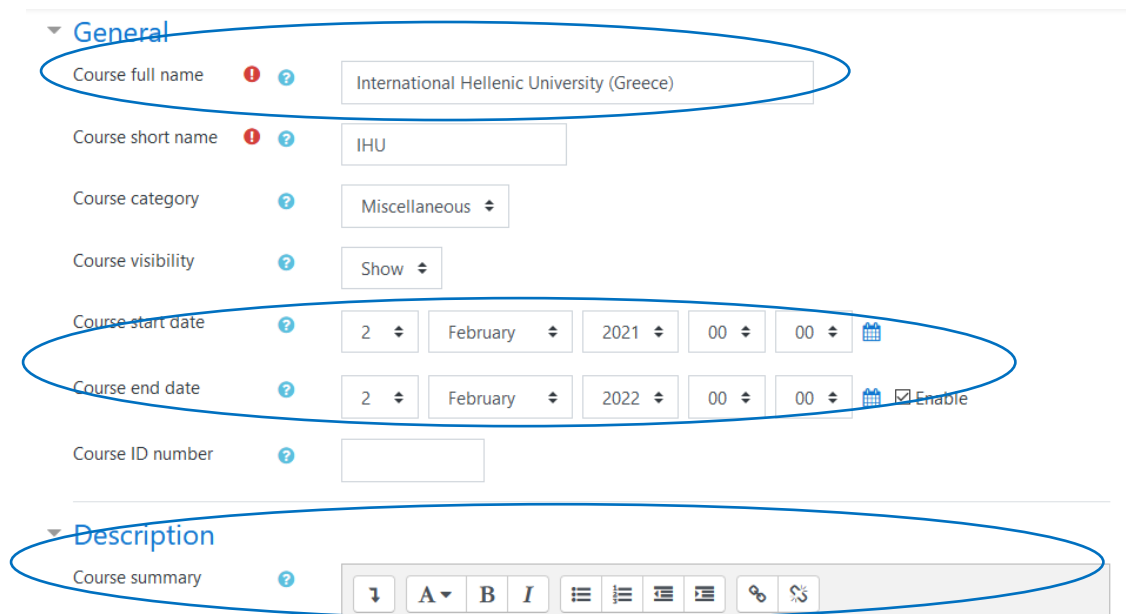 General
Course full name International Hellenic University (Greece)
Course short name IHU
Course category Miscellaneous
Course visibility Show
Course start date 2 February 2021 00 00
Course end date 2 February 2022 00 00 Enable
Course ID number
Description
Course summary A B I